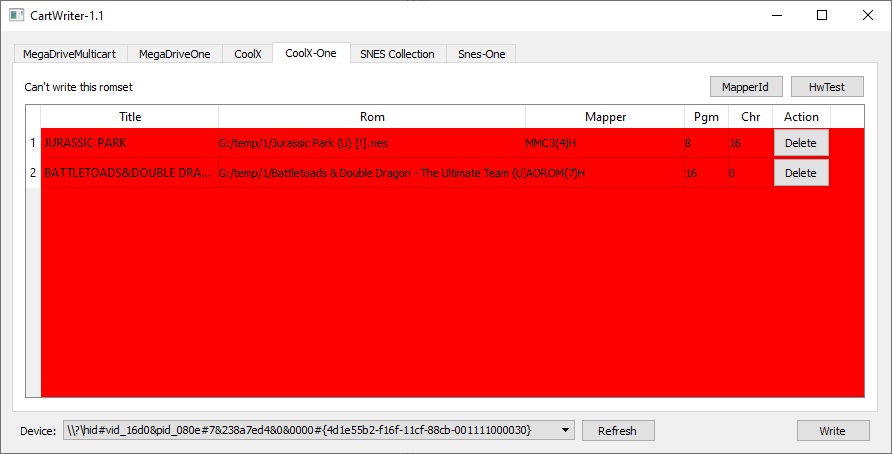 CartWriter-1.1
MegaDriveMulticart MegaDriveOne CoolX CoolX-One SNES Collection Snes-One
Can't write this romset MapperId HwTest
Title Rom Mapper Pgm Chr Action
1 JURASSIC PARK G:/temp/1/Jurassic Park (U) [!].nes MMC3(4)H 8 16 Delete
2 BATTLETOADS&DOUBLE DRA... G:/temp/1/Battletoads & Double Dragon - The Ultimate Team (U) AOROM(7)H 16 0 Delete
Device: \\?\hid#vid_16d0&pid_080e#7&238a7ed4&0&0000#{4d1e55b2-f16f-11cf-88cb-001111000030} Refresh Write